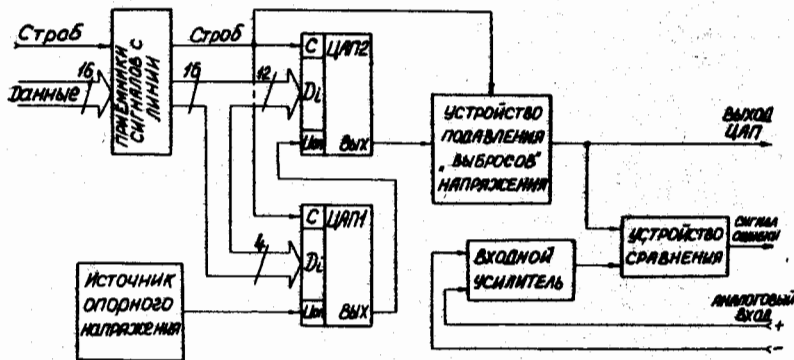 Строб
16
Данные
ПРИЕМНИКИ
СИГНАЛОВ С
ЛИНИИ
Строб
16
12
C ЦАП2
Di
Uоп ВЫХ
УСТРОЙСТВО
ПОДАВЛЕНИЯ
„ВЫБРОСОВ"
НАПРЯЖЕНИЯ
ВЫХОД
ЦАП
C ЦАП1
4
Di
Uоп ВЫХ
Источник
опорного
напряжения
ВХОДНОЙ
УСИЛИТЕЛЬ
УСТРОЙСТВО
СРАВНЕНИЯ
СИГНАЛ
ОШИБКИ
АНАЛОГОВЫЙ
ВХОД
+
−